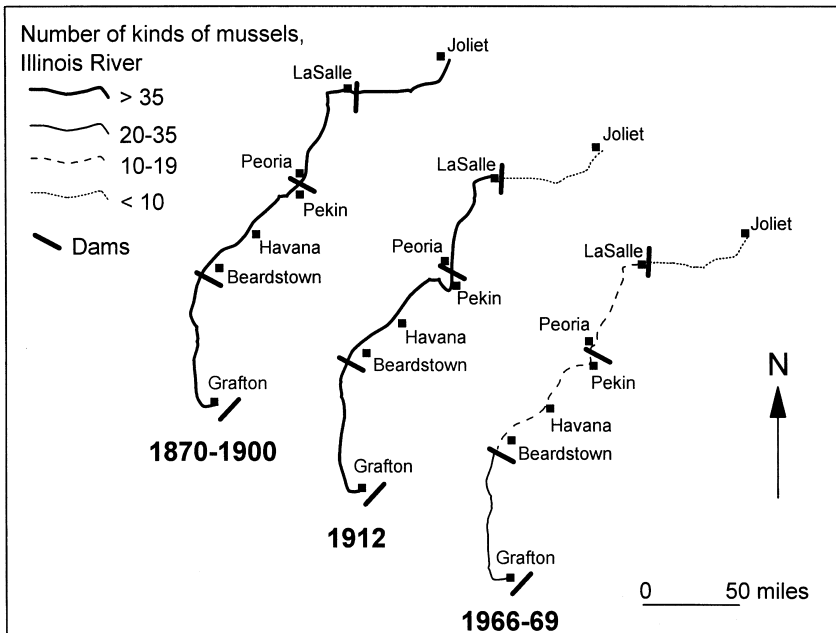 Number of kinds of mussels,
Illinois River
> 35
20-35
10-19
< 10
Dams
Joliet
LaSalle
Peoria
Pekin
Havana
Beardstown
Grafton
1870-1900
Joliet
LaSalle
Peoria
Pekin
Havana
Beardstown
Grafton
1912
Joliet
LaSalle
Peoria
Pekin
Havana
Beardstown
Grafton
1966-69
N
0 50 miles